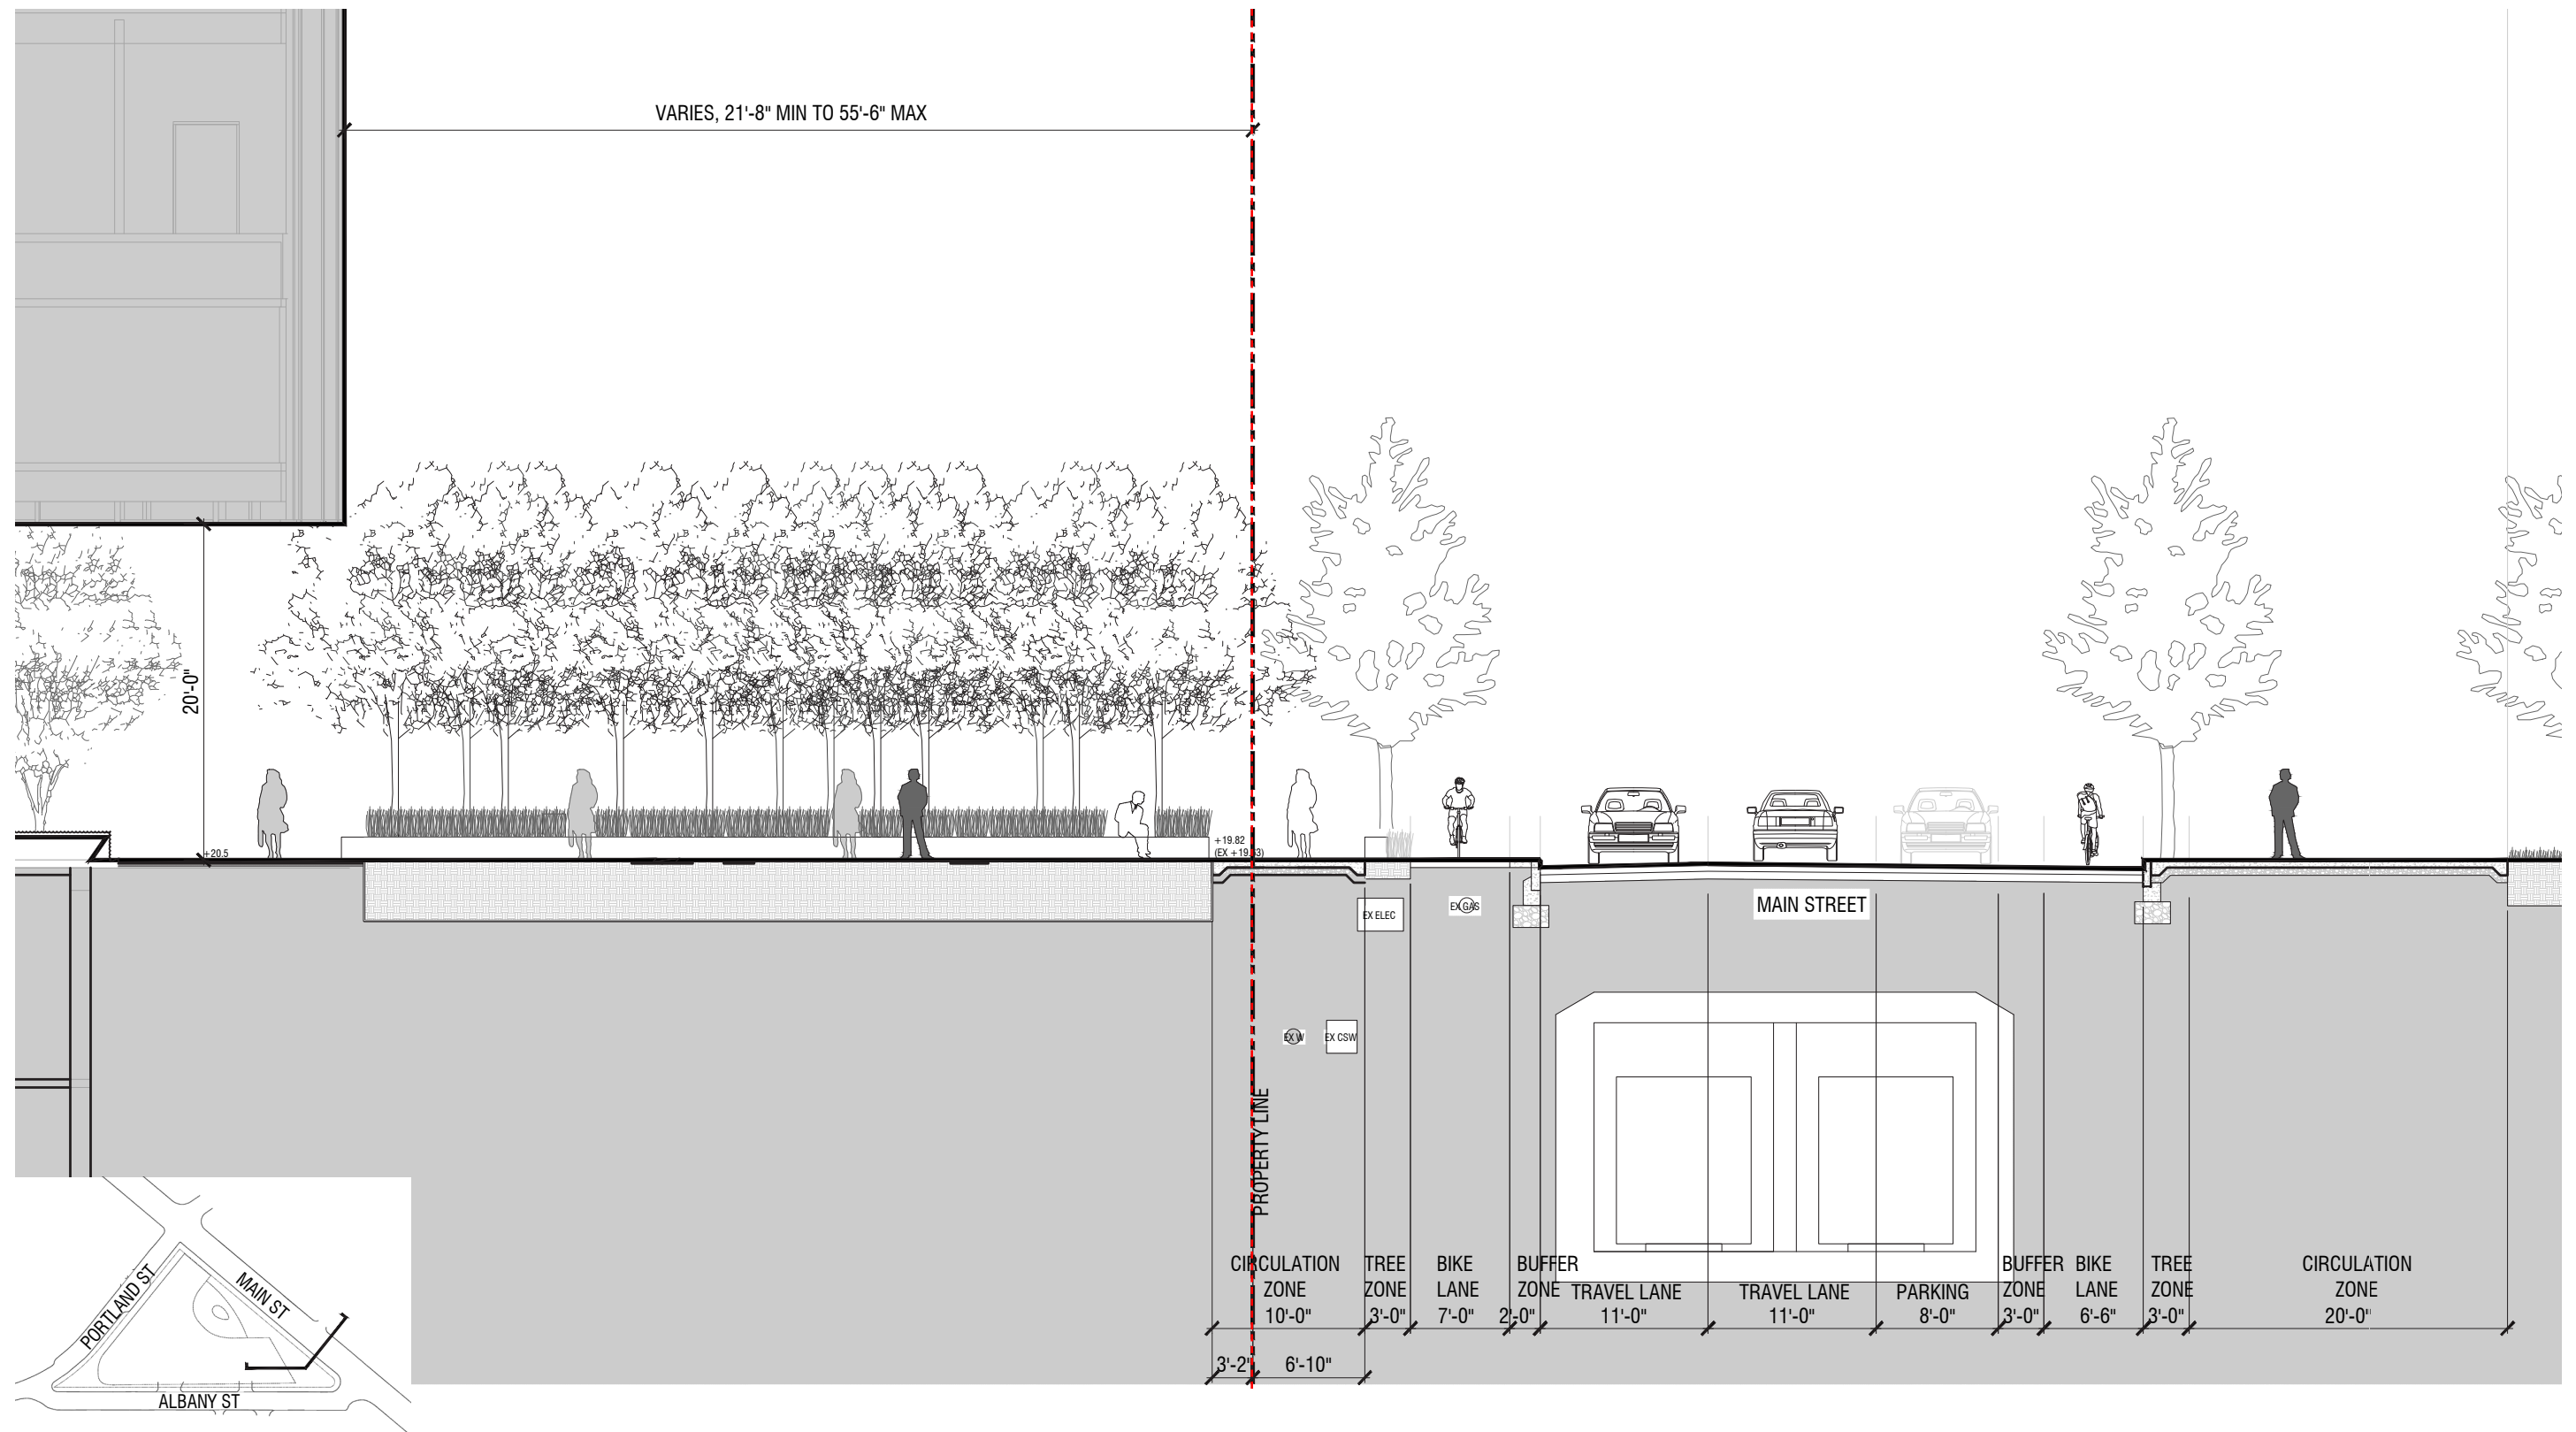 VARIES, 21'-8" MIN TO 55'-6" MAX
20'-0"
+20.5
+19.82
(EX +19.63)
EX ELEC
EX GAS
MAIN STREET
EX W
EX CSW
PROPERTY LINE
CIRCULATION
ZONE
10'-0"
TREE
ZONE
3'-0"
BIKE
LANE
7'-0"
BUFFER
ZONE
2'-0"
TRAVEL LANE
11'-0"
TRAVEL LANE
11'-0"
PARKING
8'-0"
BUFFER
ZONE
3'-0"
BIKE
LANE
6'-6"
TREE
ZONE
3'-0"
CIRCULATION
ZONE
20'-0"
3'-2"
6'-10"
PORTLAND ST
MAIN ST
ALBANY ST